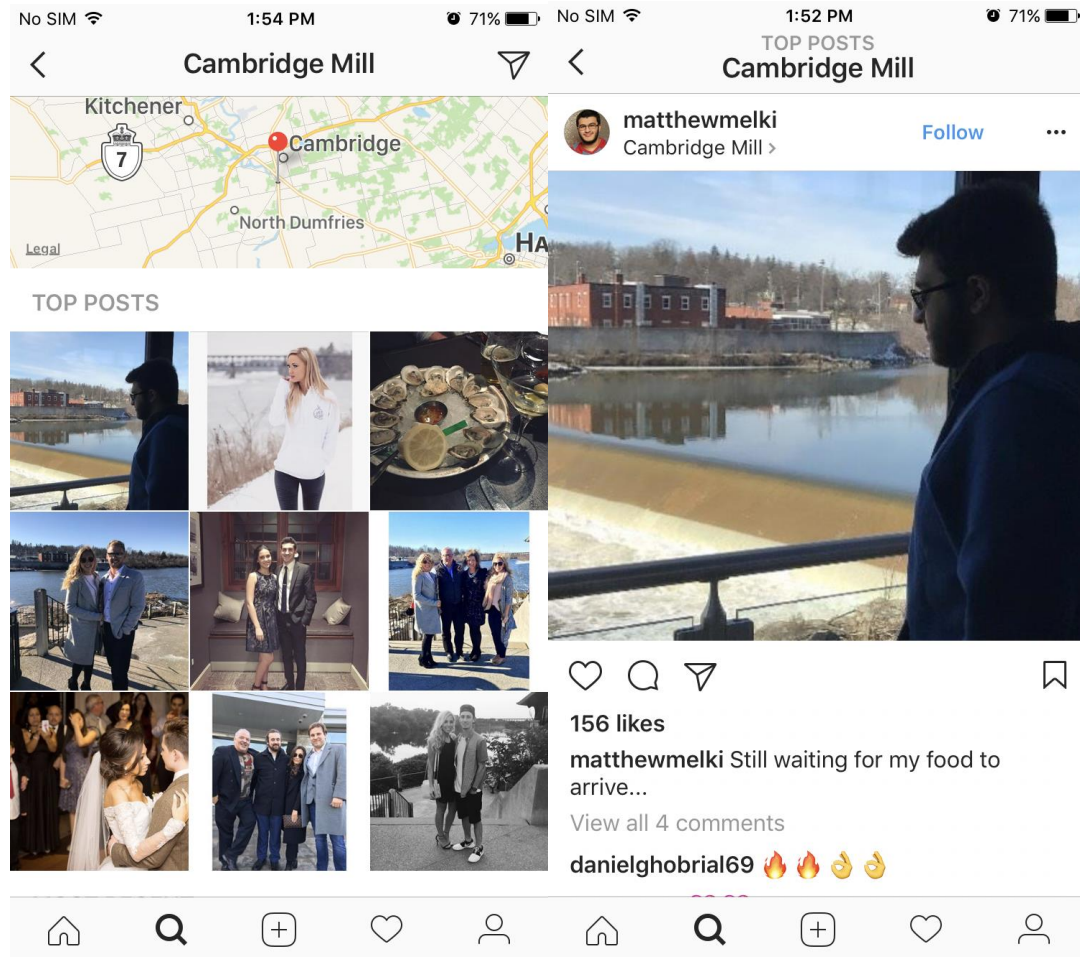 No SIM 1:54 PM 71%
Cambridge Mill
Kitchener
7
Cambridge
North Dumfries
Legal
HA
TOP POSTS
No SIM 1:52 PM 71%
TOP POSTS
Cambridge Mill
matthewmelki
Cambridge Mill >
Follow
156 likes
matthewmelki Still waiting for my food to
arrive...
View all 4 comments
danielghobrial69 🔥🔥👌👌